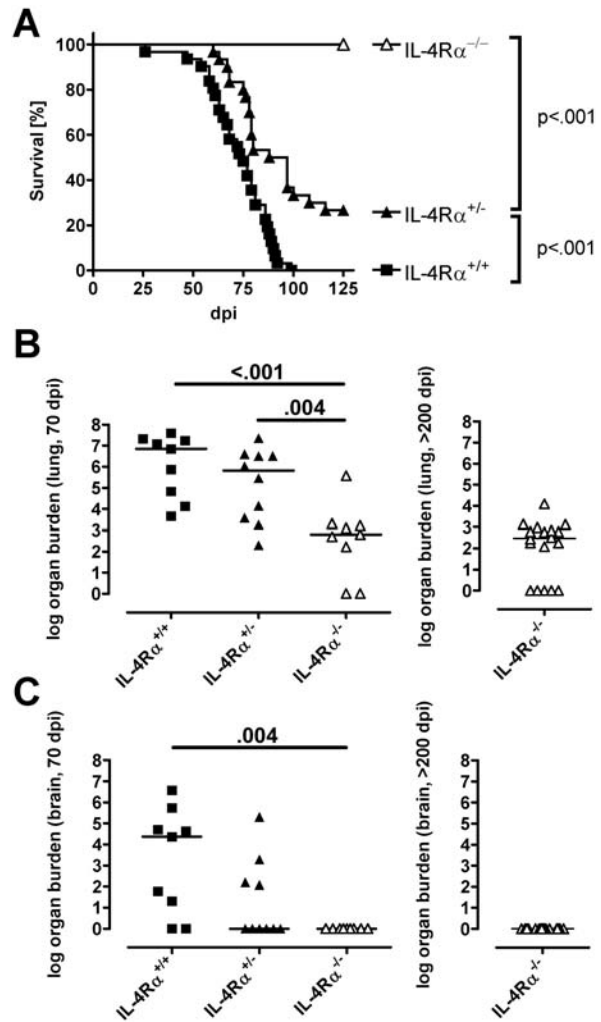 A
Survival [%]
100
80
60
40
20
0
0 25 50 75 100 125
dpi
IL-4Rα−/−
IL-4Rα+/-
IL-4Rα+/+
p<.001
p<.001
B
log organ burden (lung, 70 dpi)
8
7
6
5
4
3
2
1
0
<.001
.004
IL-4Rα+/+
IL-4Rα+/-
IL-4Rα-/-
log organ burden (lung, >200 dpi)
8
7
6
5
4
3
2
1
0
IL-4Rα-/-
C
log organ burden (brain, 70 dpi)
8
7
6
5
4
3
2
1
0
.004
IL-4Rα+/+
IL-4Rα+/-
IL-4Rα-/-
log organ burden (brain, >200 dpi)
8
7
6
5
4
3
2
1
0
IL-4Rα-/-